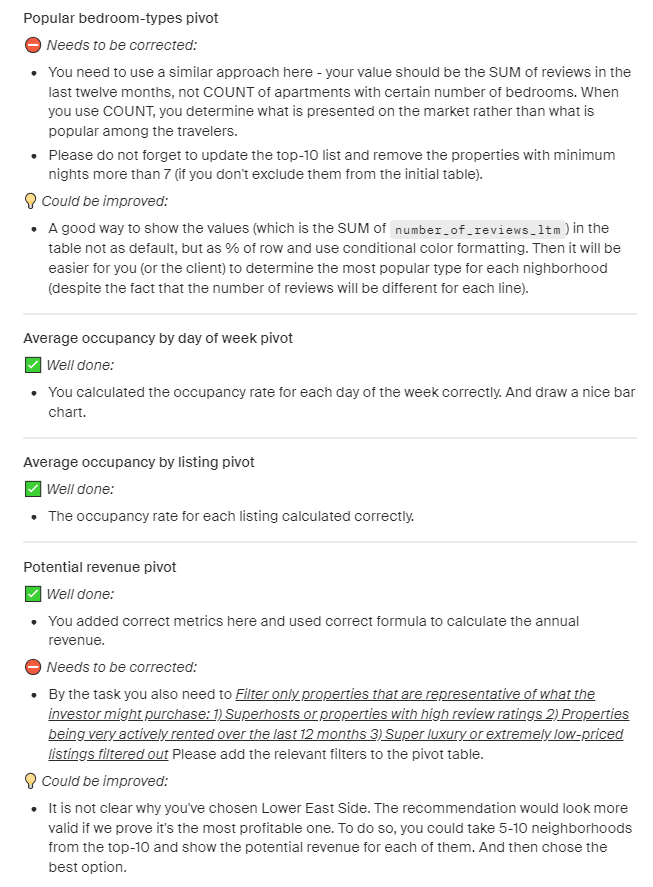 Popular bedroom-types pivot
Needs to be corrected:
• You need to use a similar approach here - your value should be the SUM of reviews in the
last twelve months, not COUNT of apartments with certain number of bedrooms. When
you use COUNT, you determine what is presented on the market rather than what is
popular among the travelers.
• Please do not forget to update the top-10 list and remove the properties with minimum
nights more than 7 (if you don't exclude them from the initial table).
Could be improved:
• A good way to show the values (which is the SUM of number_of_reviews_ltm) in the
table not as default, but as % of row and use conditional color formatting. Then it will be
easier for you (or the client) to determine the most popular type for each nighborhood
(despite the fact that the number of reviews will be different for each line).
Average occupancy by day of week pivot
Well done:
• You calculated the occupancy rate for each day of the week correctly. And draw a nice bar
chart.
Average occupancy by listing pivot
Well done:
• The occupancy rate for each listing calculated correctly.
Potential revenue pivot
Well done:
• You added correct metrics here and used correct formula to calculate the annual
revenue.
Needs to be corrected:
• By the task you also need to Filter only properties that are representative of what the
investor might purchase: 1) Superhosts or properties with high review ratings 2) Properties
being very actively rented over the last 12 months 3) Super luxury or extremely low-priced
listings filtered out Please add the relevant filters to the pivot table.
Could be improved:
• It is not clear why you've chosen Lower East Side. The recommendation would look more
valid if we prove it's the most profitable one. To do so, you could take 5-10 neighborhoods
from the top-10 and show the potential revenue for each of them. And then chose the
best option.